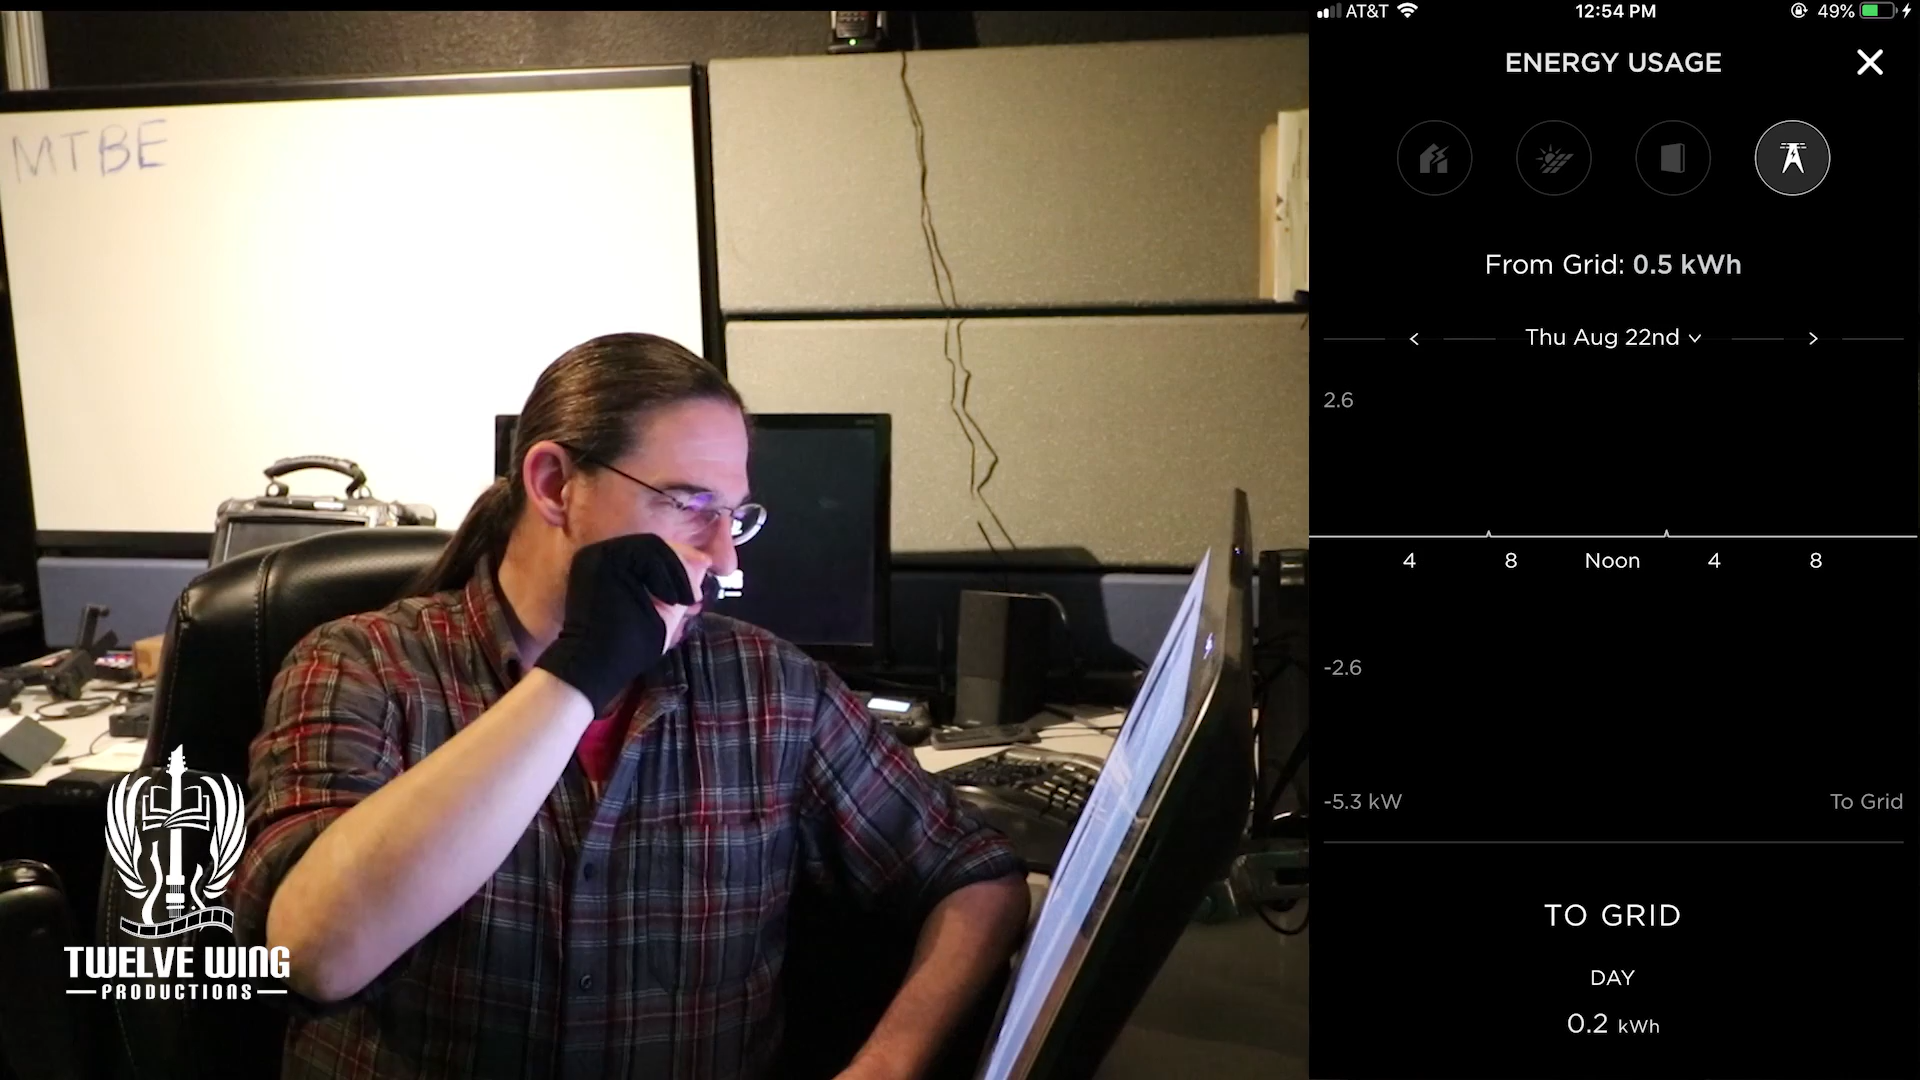 MTBE
TWELVE WING
PRODUCTIONS
AT&T 12:54 PM 49%
ENERGY USAGE
From Grid: 0.5 kWh
Thu Aug 22nd
2.6
4 8 Noon 4 8
-2.6
-5.3 kW To Grid
TO GRID
DAY
0.2 kWh